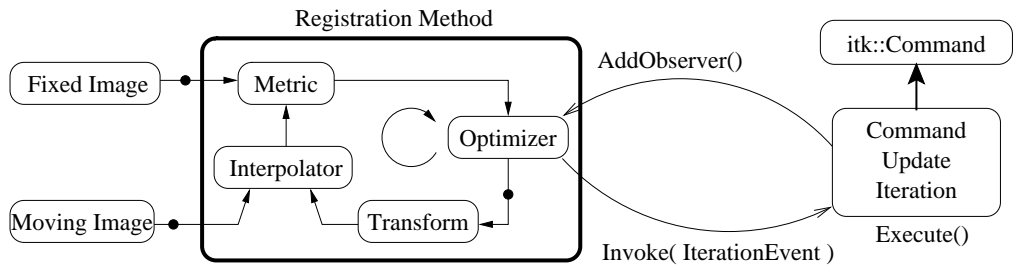 Registration Method
itk::Command
AddObserver()
Fixed Image
Metric
Optimizer
Command
Update
Iteration
Interpolator
Moving Image
Transform
Execute()
Invoke( IterationEvent )